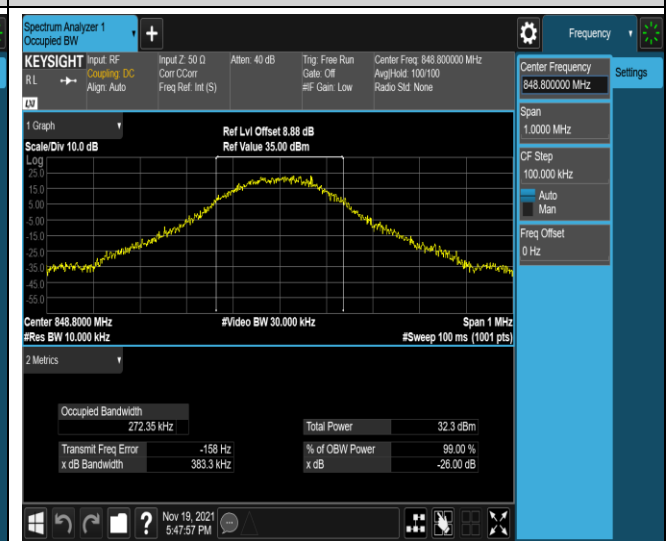 Spectrum Analyzer 1
Occupied BW
+
Frequency
KEYSIGHT
RL
LXI
Input: RF
Coupling: DC
Align: Auto
Input Z: 50 Ω
Corr CCorr
Freq Ref: Int (S)
Atten: 40 dB
Trig: Free Run
Gate: Off
#IF Gain: Low
Center Freq: 848.800000 MHz
Avg|Hold: 100/100
Radio Std: None
Center Frequency
848.800000 MHz
Settings
Span
1.0000 MHz
CF Step
100.000 kHz
Auto
Man
Freq Offset
0 Hz
1 Graph
Scale/Div 10.0 dB
Ref Lvl Offset 8.88 dB
Ref Value 35.00 dBm
Log
25.0
15.0
5.00
-5.00
-15.0
-25.0
-35.0
-45.0
-55.0
Center 848.8000 MHz
#Res BW 10.000 kHz
#Video BW 30.000 kHz
Span 1 MHz
#Sweep 100 ms (1001 pts)
2 Metrics
Occupied Bandwidth
272.35 kHz
Total Power 32.3 dBm
Transmit Freq Error -158 Hz
% of OBW Power 99.00 %
x dB Bandwidth 383.3 kHz
x dB -26.00 dB
?
Nov 19, 2021
5:47:57 PM